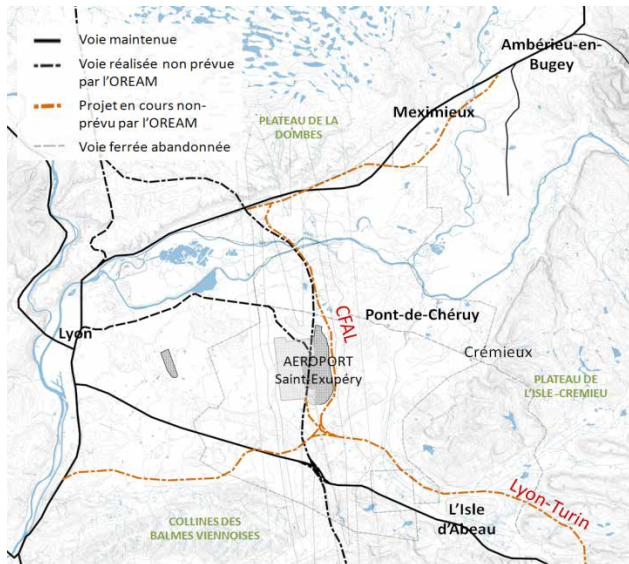 Voie maintenue
Voie réalisée non prévue
par l'OREAM
Projet en cours non-
prévu par l'OREAM
Voie ferrée abandonnée
Ambérieu-en-
Bugey
Meximieux
PLATEAU DE LA
DOMBES
CFAL
Pont-de-Chéruy
Lyon
Crémieux
AEROPORT
Saint Exupéry
PLATEAU DE
L'ISLE-CREMIEU
Lyon-Turin
L'Isle
d'Abeau
COLLINES DES
BALMES VIENNOISES